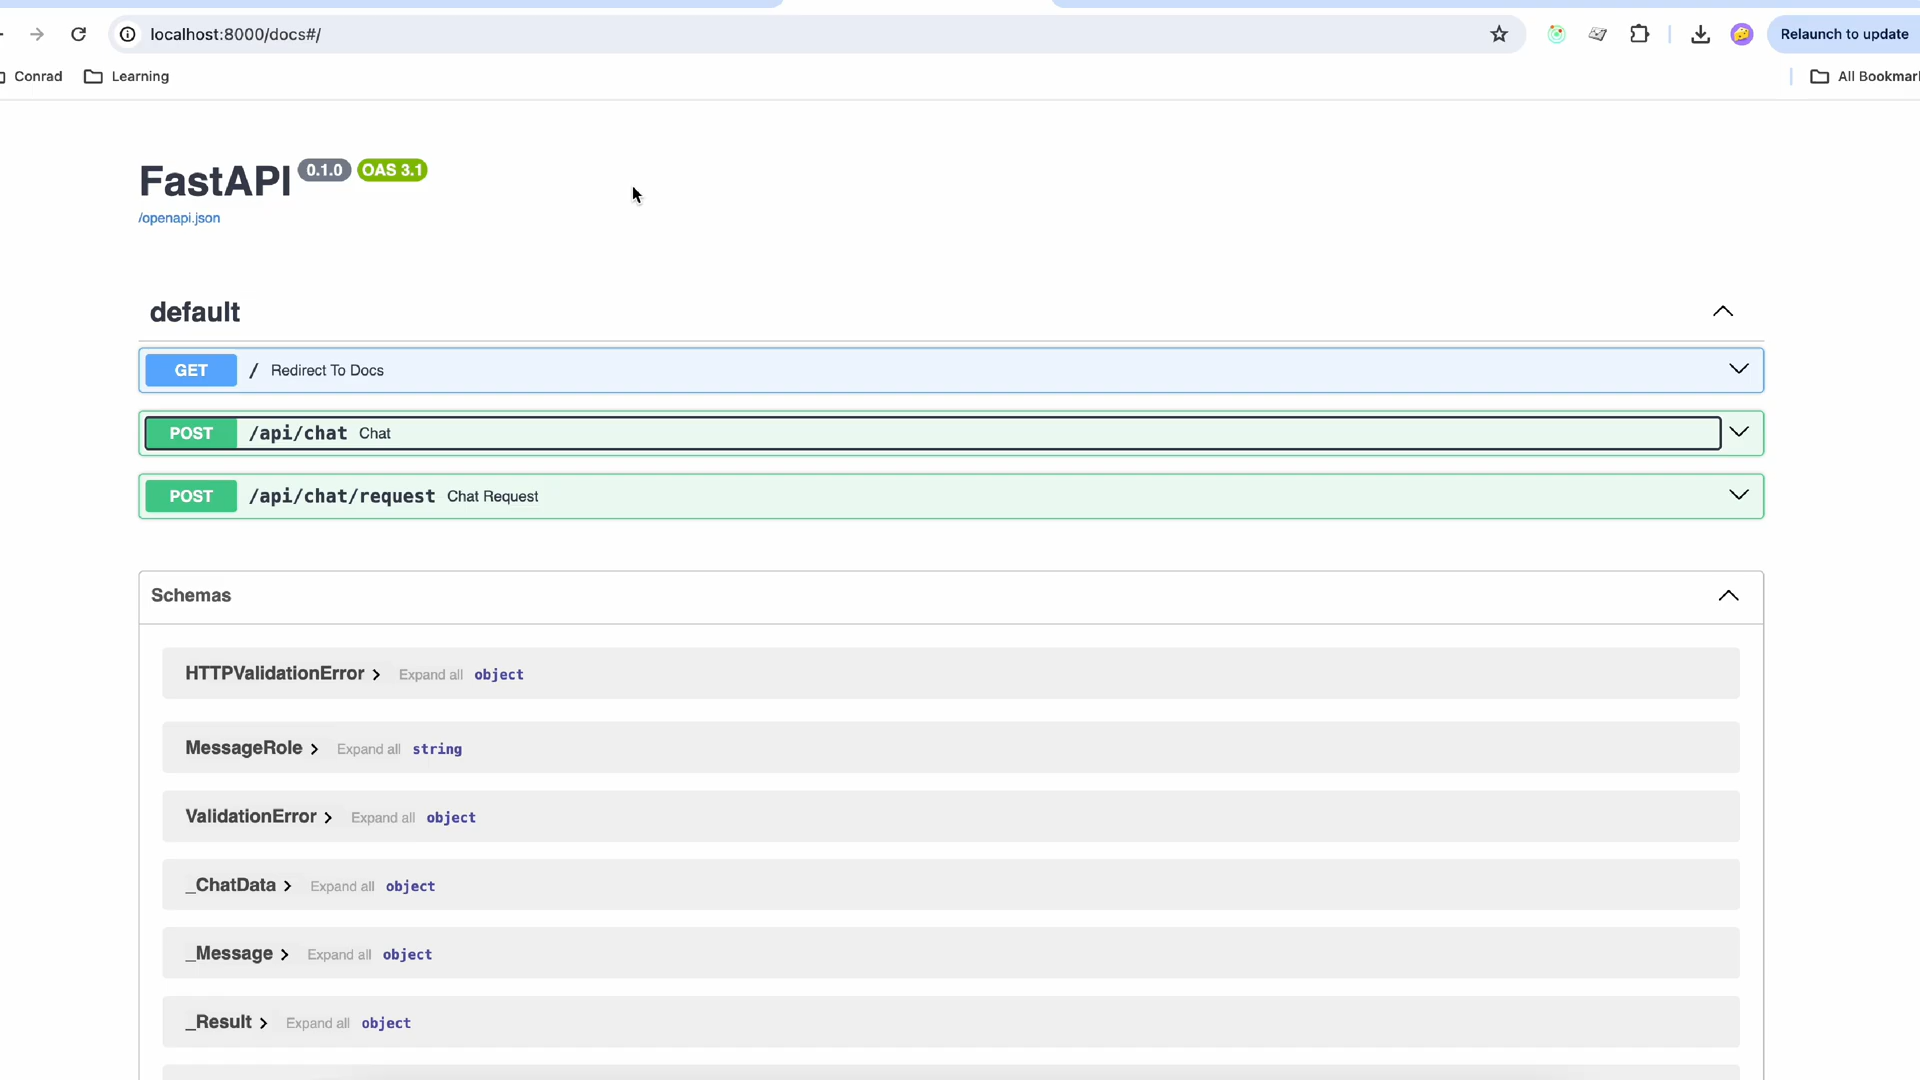 localhost:8000/docs#/
Relaunch to update
Conrad
Learning
All Bookmar
FastAPI 0.1.0 OAS 3.1
/openapi.json
default
GET / Redirect To Docs
POST /api/chat Chat
POST /api/chat/request Chat Request
Schemas
HTTPValidationError Expand all object
MessageRole Expand all string
ValidationError Expand all object
_ChatData Expand all object
_Message Expand all object
_Result Expand all object